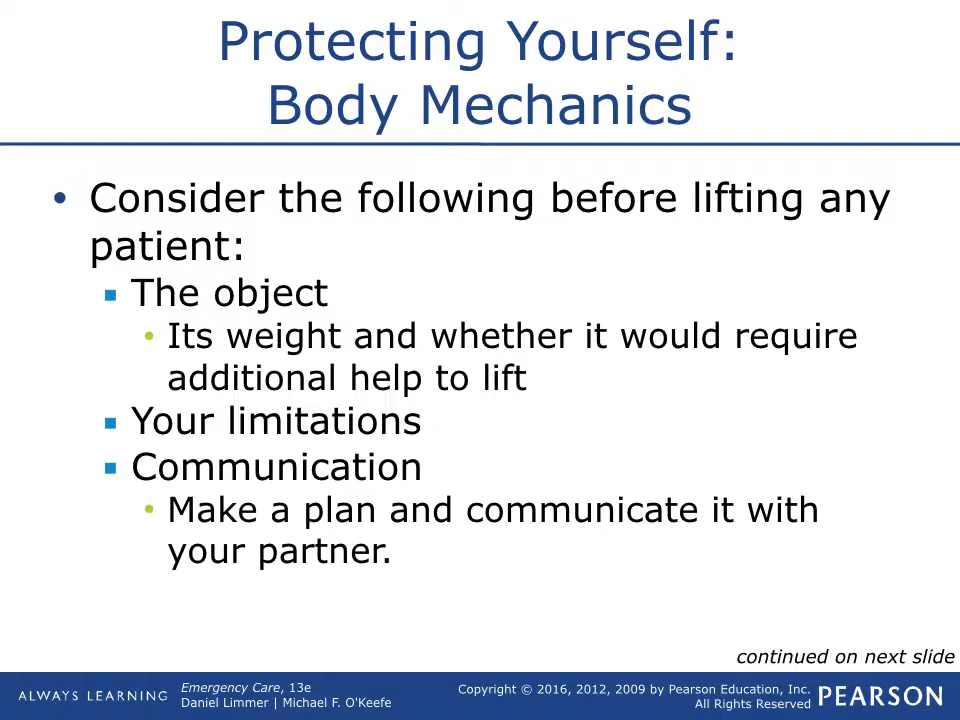 Protecting Yourself:
Body Mechanics
• Consider the following before lifting any
patient:
▪ The object
• Its weight and whether it would require
additional help to lift
▪ Your limitations
▪ Communication
• Make a plan and communicate it with
your partner.
continued on next slide
ALWAYS LEARNING
Emergency Care, 13e
Daniel Limmer | Michael F. O'Keefe
Copyright © 2016, 2012, 2009 by Pearson Education, Inc.
All Rights Reserved
PEARSON